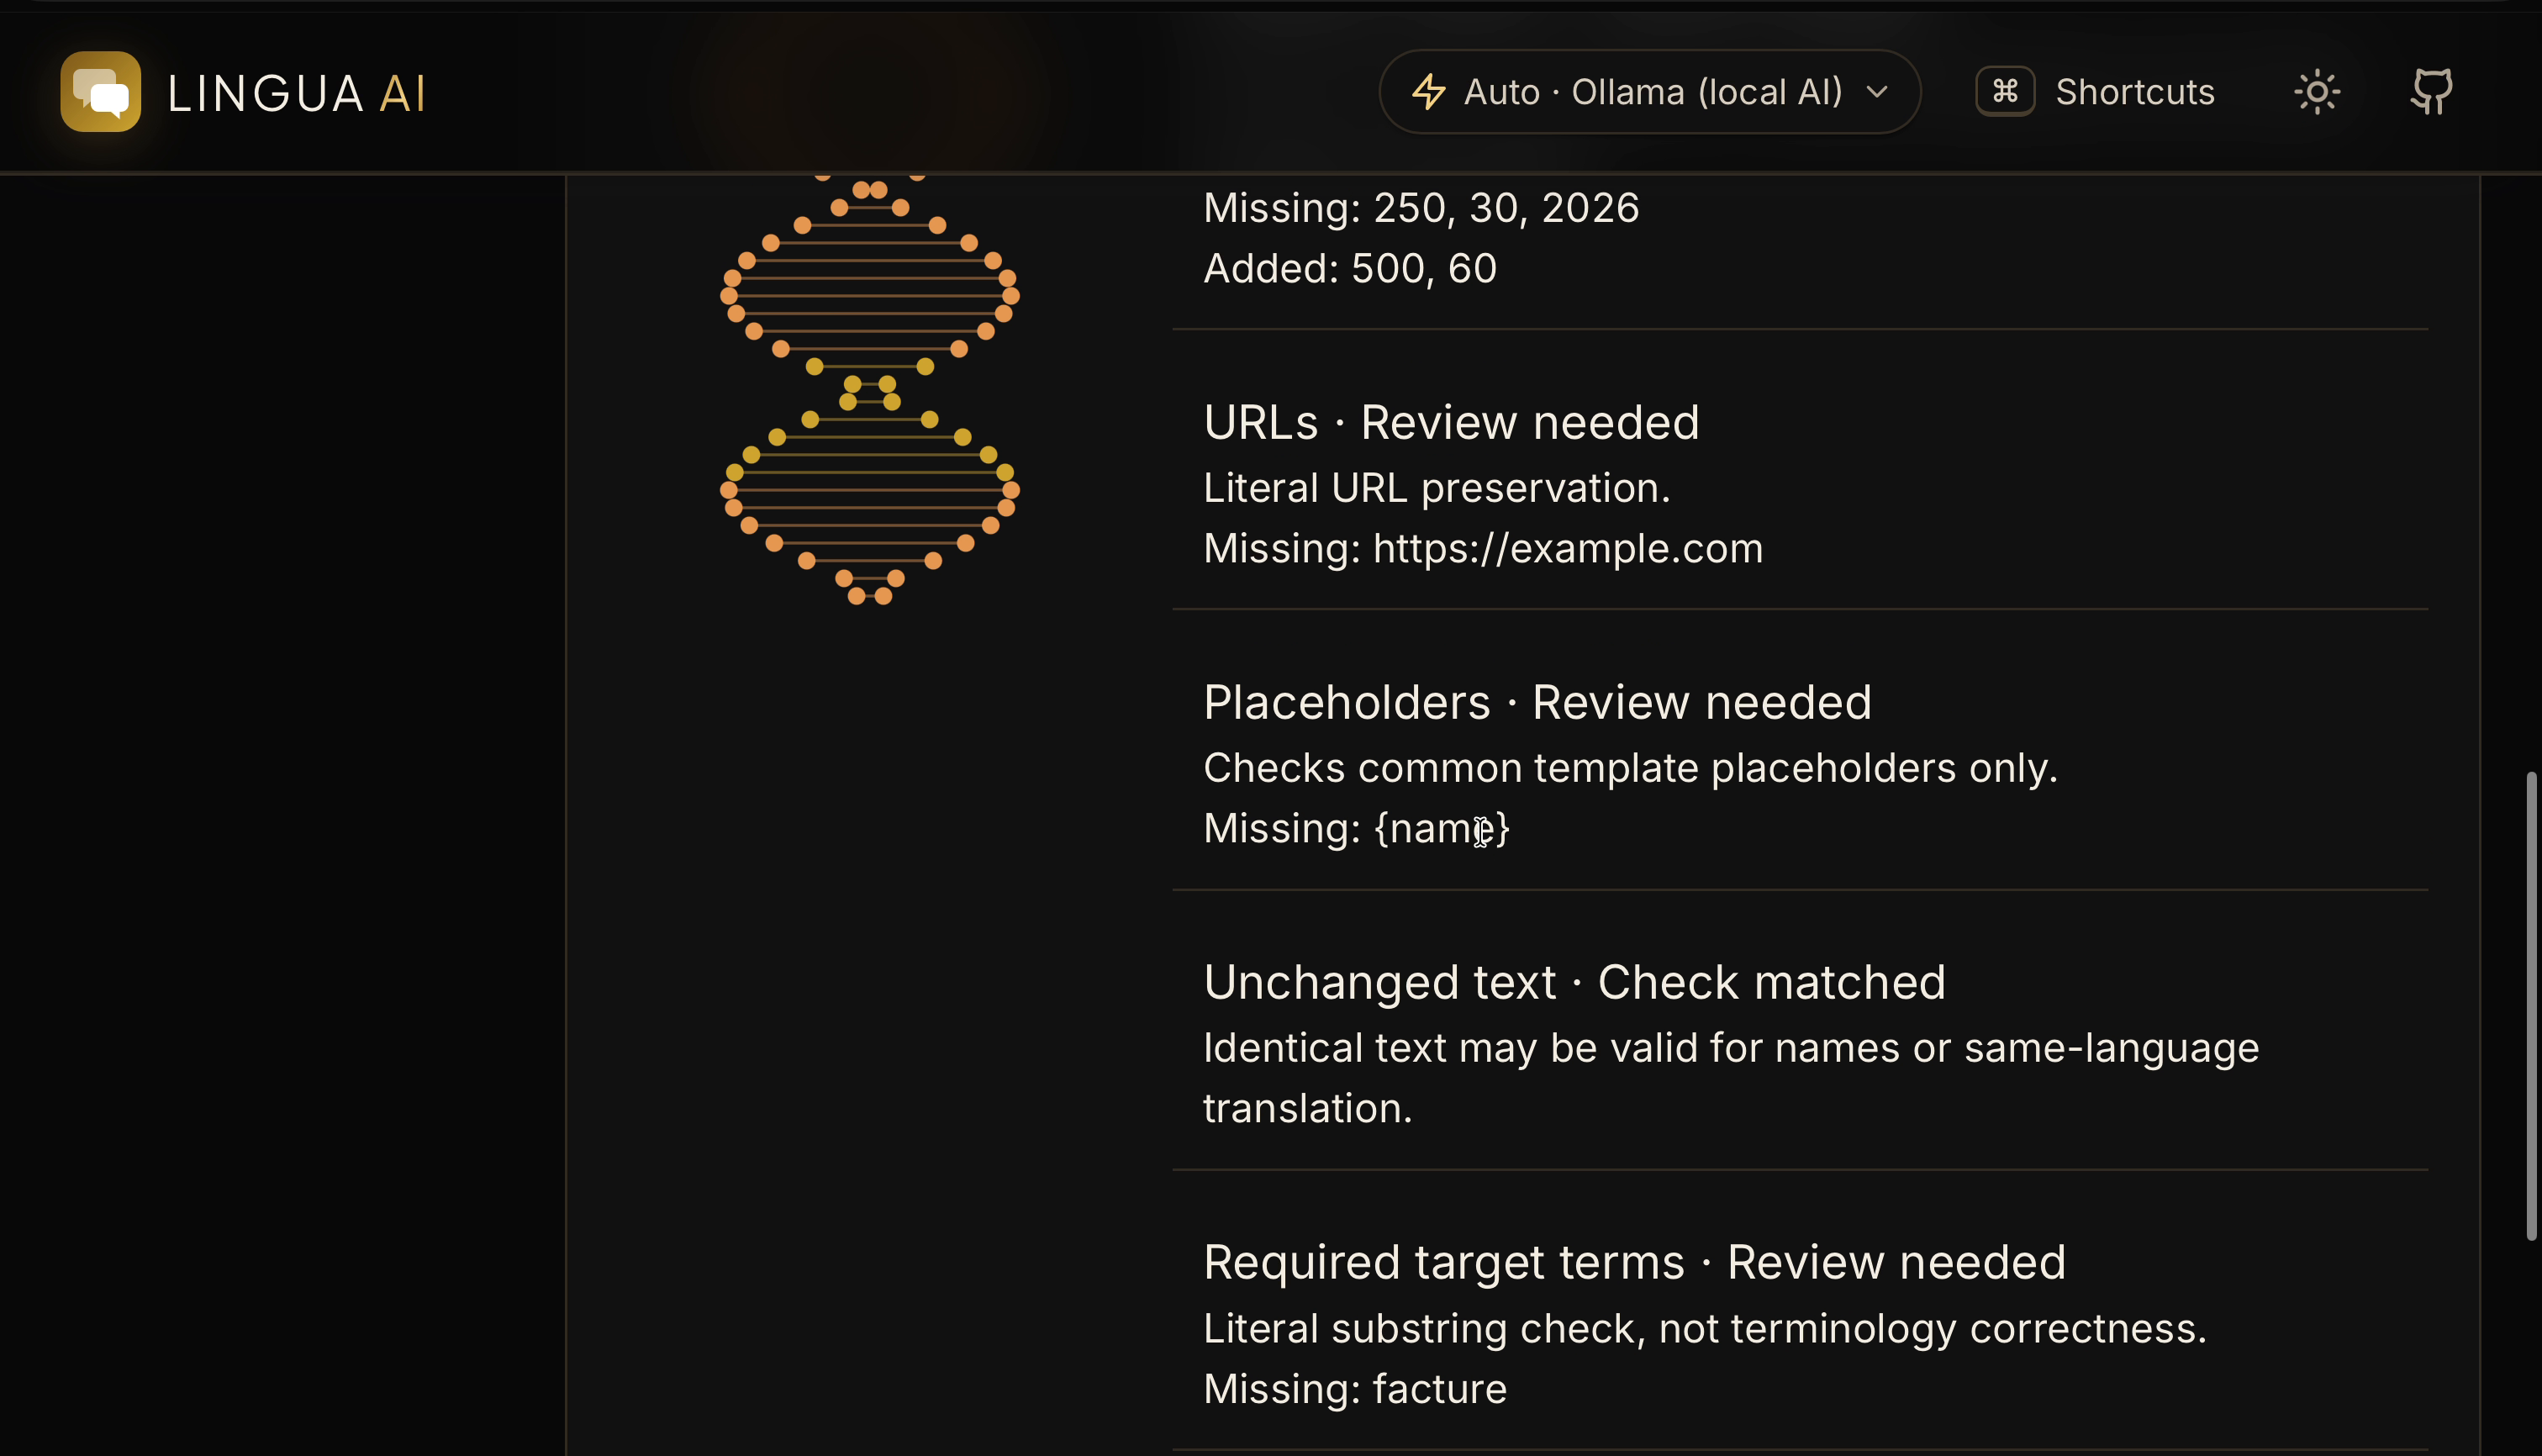 LINGUA AI
Auto · Ollama (local AI)
⌘ Shortcuts
Missing: 250, 30, 2026
Added: 500, 60
URLs · Review needed
Literal URL preservation.
Missing: https://example.com
Placeholders · Review needed
Checks common template placeholders only.
Missing: {name}
Unchanged text · Check matched
Identical text may be valid for names or same-language
translation.
Required target terms · Review needed
Literal substring check, not terminology correctness.
Missing: facture